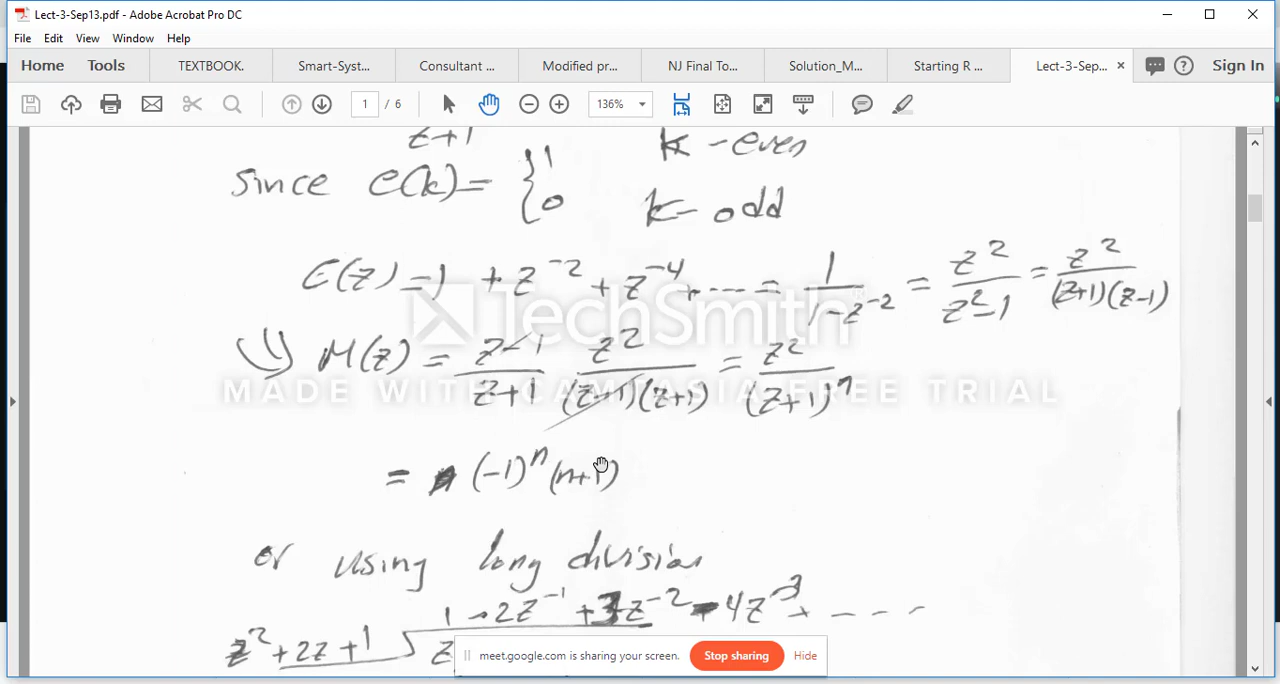 Lect-3-Sep13.pdf - Adobe Acrobat Pro DC
File Edit View Window Help
Home Tools TEXTBOOK. Smart-Syst... Consultant ... Modified pr... NJ Final To... Solution_M... Starting R ... Lect-3-Sep... × Sign In
1 / 6 136%
z+1 k - even
Since e(k) = { 1
0 k - odd
E(z) = 1 + z^-2 + z^-4 + ... = 1/(1-z^-2) = z^2/(z^2-1) = z^2/((z+1)(z-1))
TechSmith
M(z) = (z-1)/(z+1) z^2/((z-1)(z+1)) = z^2/(z+1)^2
MADE WITH CAMTASIA FREE TRIAL
= (-1)^n (n+1)
or using long division
1 - 2z^-1 + 3z^-2 - 4z^-3 + ----
z^2 + 2z + 1
meet.google.com is sharing your screen. Stop sharing Hide